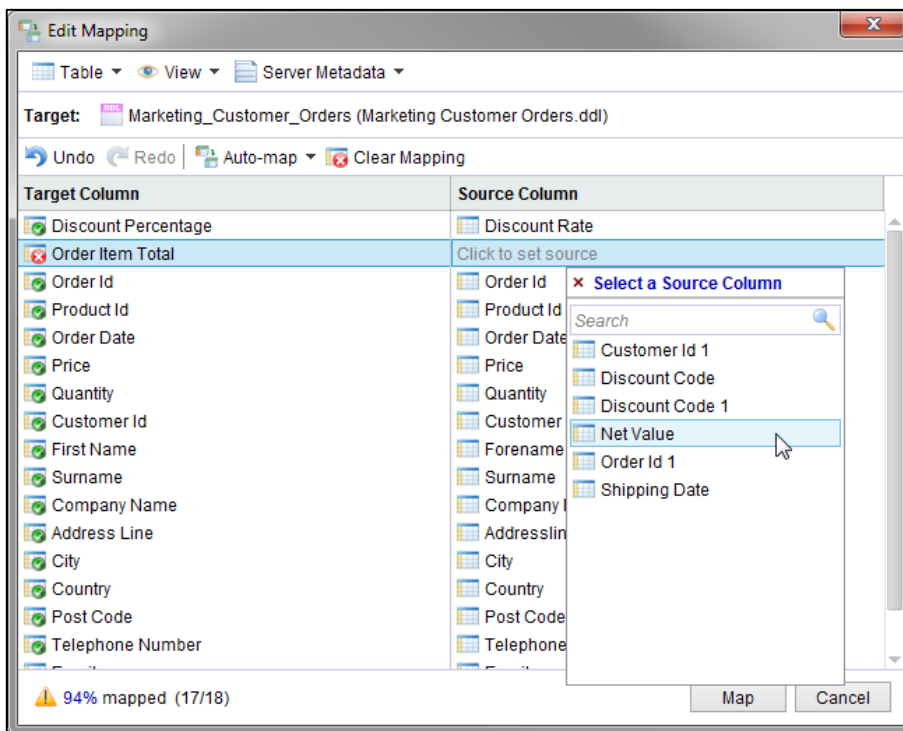 Edit Mapping
Table View Server Metadata
Target: DDL Marketing_Customer_Orders (Marketing Customer Orders.ddl)
Undo Redo Auto-map Clear Mapping
Target Column Source Column
Discount Percentage Discount Rate
Order Item Total Click to set source
Order Id Order Id
Product Id Product Id
Order Date Order Date
Price Price
Quantity Quantity
Customer Id Customer
First Name Forename
Surname Surname
Company Name Company
Address Line Addresslin
City City
Country Country
Post Code Post Code
Telephone Number Telephone
× Select a Source Column
Search
Customer Id 1
Discount Code
Discount Code 1
Net Value
Order Id 1
Shipping Date
94% mapped (17/18)
Map Cancel